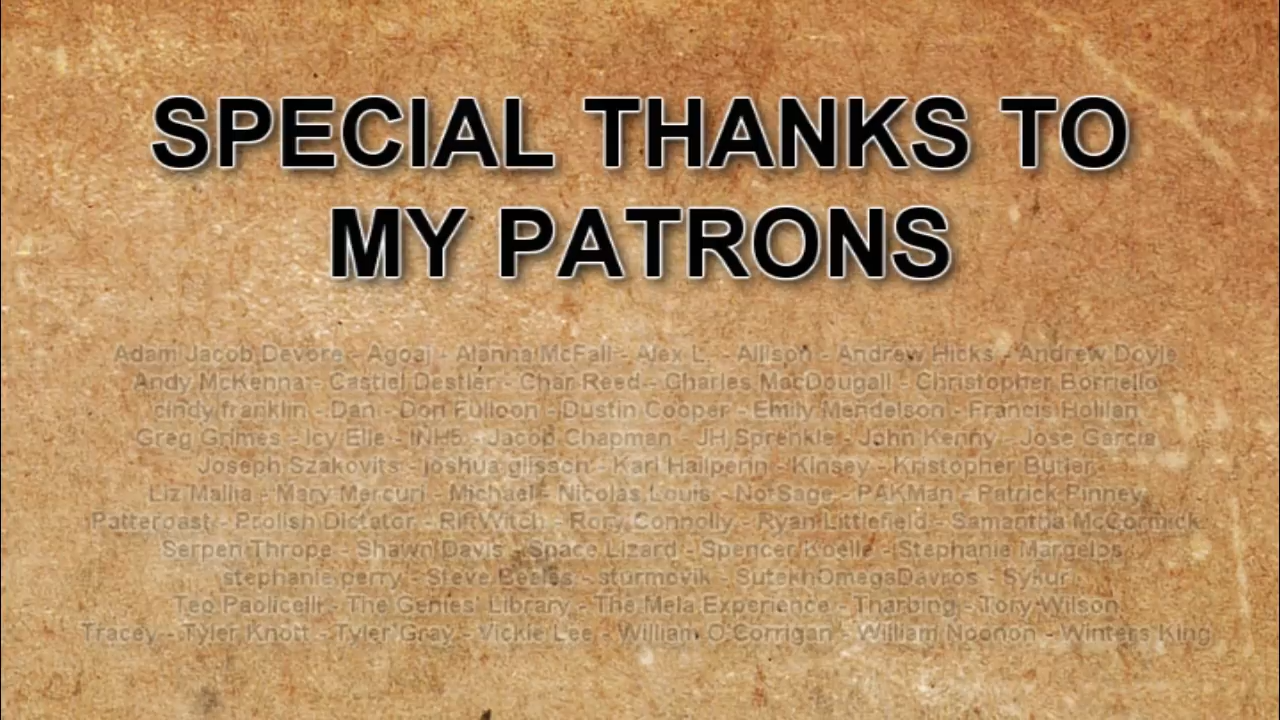 SPECIAL THANKS TO
MY PATRONS
Adam Jacob Devore - Agoaj - Alanna McFall - Alex L. - Allison - Andrew Hicks - Andrew Doyle
Andy McKenna - Castiel Destler - Char Reed - Charles MacDougall - Christopher Borriello
cindy franklin - Dan - Don Fulloon - Dustin Cooper - Emily Mendelson - Francis
Greg Grimes - Icy Elle - - Jacob Chapman - JH Sprenkle - John Kenny - Jose Garcia
Joseph Szakovits - joshua glisson - Karl Hailperin - Kinsey - Kristopher Butler
Liz Mallia - Mary Mercuri - Michael - Nicolas Louis - NotSage - PAKMan - Patrick Pinney
Patteroast - Prolish Dictator - RiftWitch - Rory Connolly - Ryan Littlefield - Samantha McCormick
Serpen Thrope - Shawn Davis - Space Lizard - Spencer Koelle - Stephanie Margelos
stephanie perry - Steve Beeles - sturmovik - SutekhOmegaDavros - Sykur
Teo Paolicelli - The Genies' Library - The Mela Experience - Tharbing - Tory Wilson
Tracey - Tyler Knott - Tyler Gray - Vickie Lee - William O'Corrigan - William Noonon - Winters King